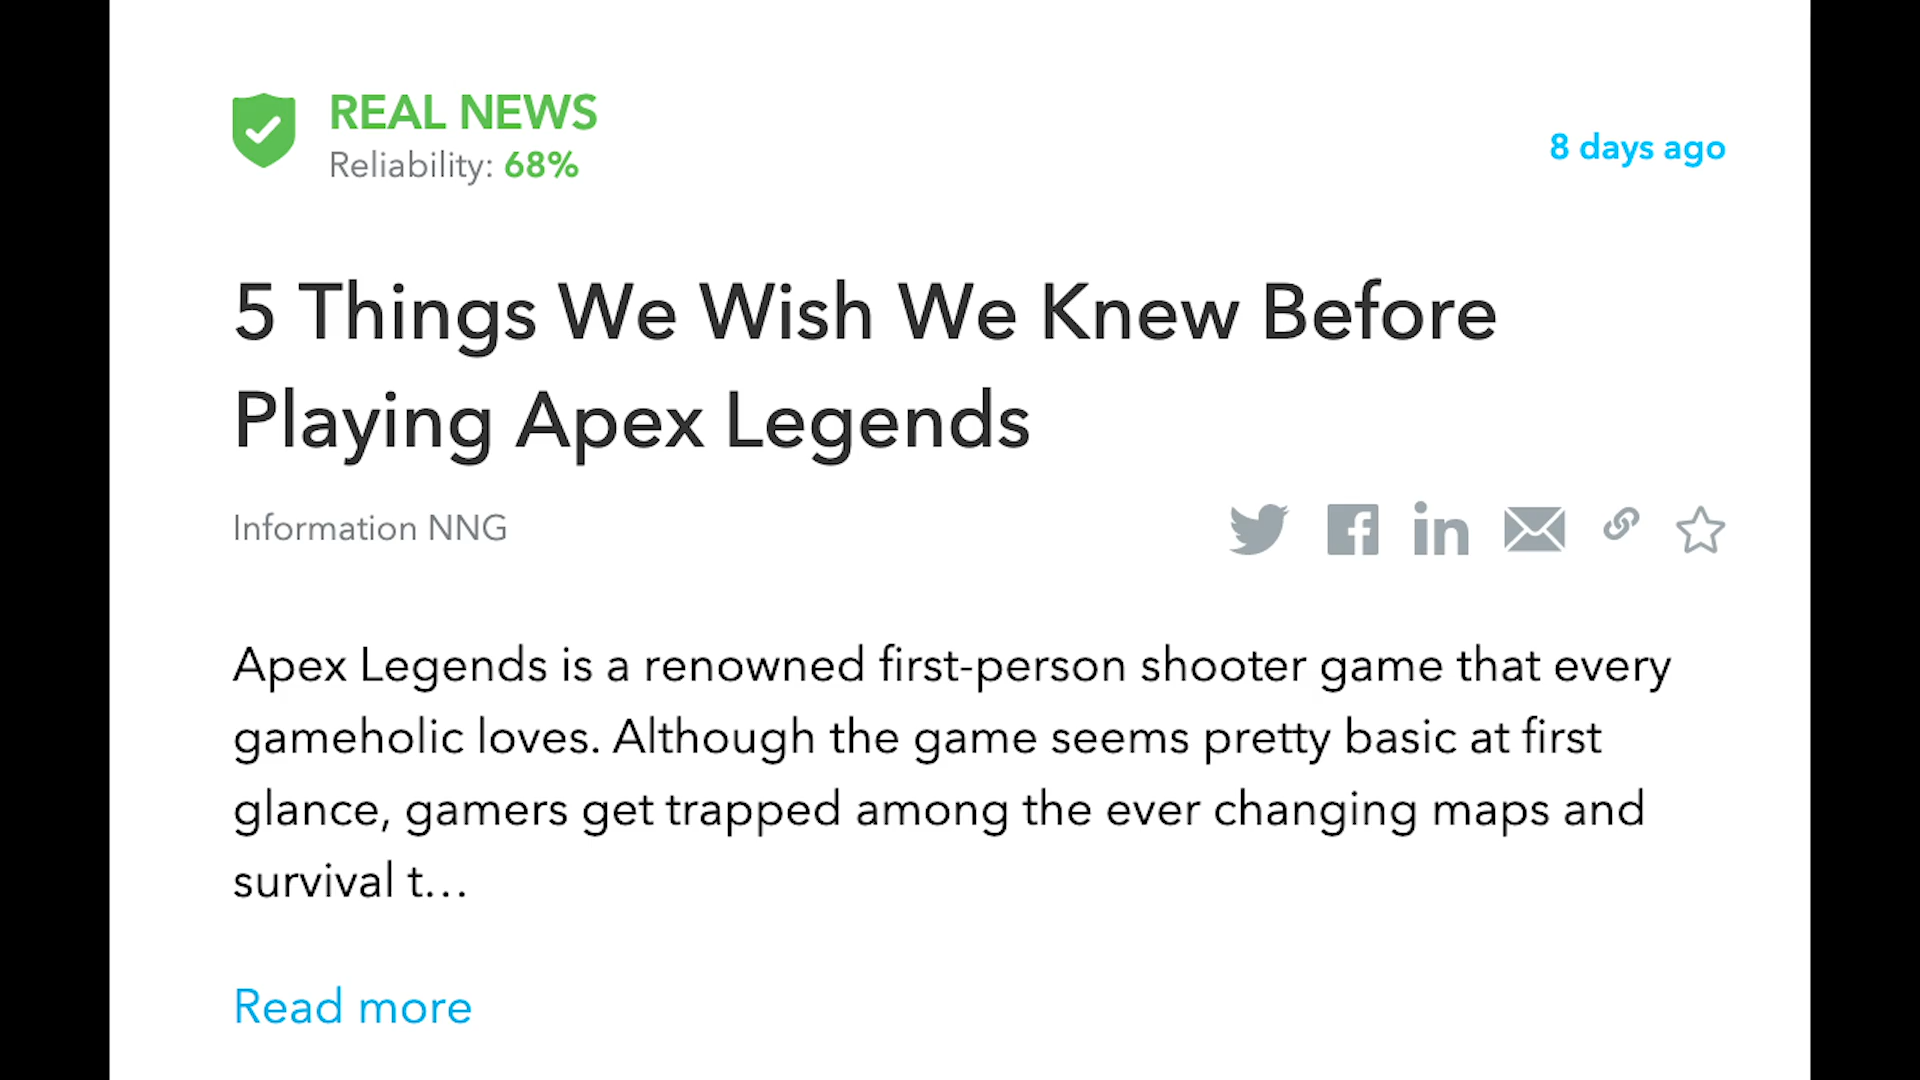 REAL NEWS
Reliability: 68%
8 days ago
5 Things We Wish We Knew Before
Playing Apex Legends
Information NNG
Apex Legends is a renowned first-person shooter game that every
gameholic loves. Although the game seems pretty basic at first
glance, gamers get trapped among the ever changing maps and
survival t…
Read more